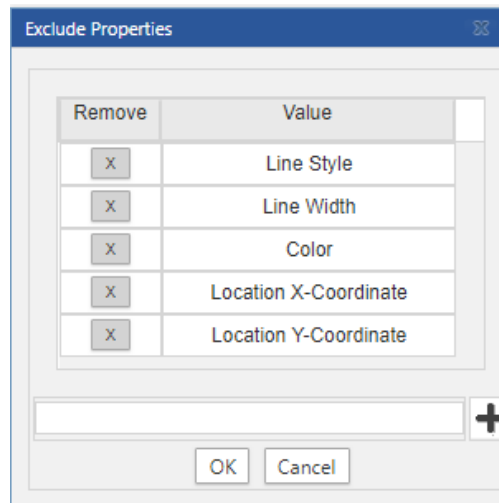 Exclude Properties
Remove Value
X Line Style
X Line Width
X Color
X Location X-Coordinate
X Location Y-Coordinate
OK Cancel